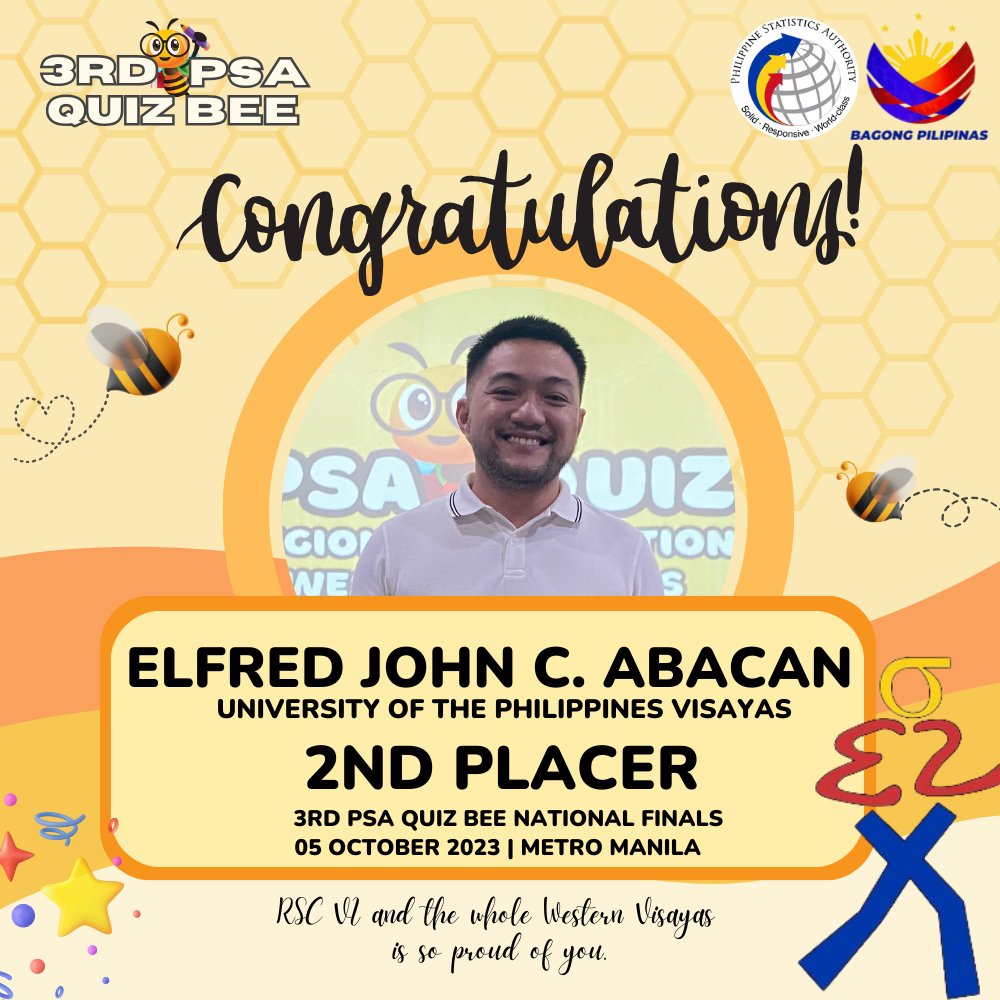 3RD PSA
QUIZ BEE
PHILIPPINE STATISTICS AUTHORITY
Solid · Responsive · World-class
BAGONG PILIPINAS
Congratulations!
PSA QUIZ
ELFRED JOHN C. ABACAN
UNIVERSITY OF THE PHILIPPINES VISAYAS
2ND PLACER
3RD PSA QUIZ BEE NATIONAL FINALS
05 OCTOBER 2023 | METRO MANILA
RSC VI and the whole Western Visayas
is so proud of you.